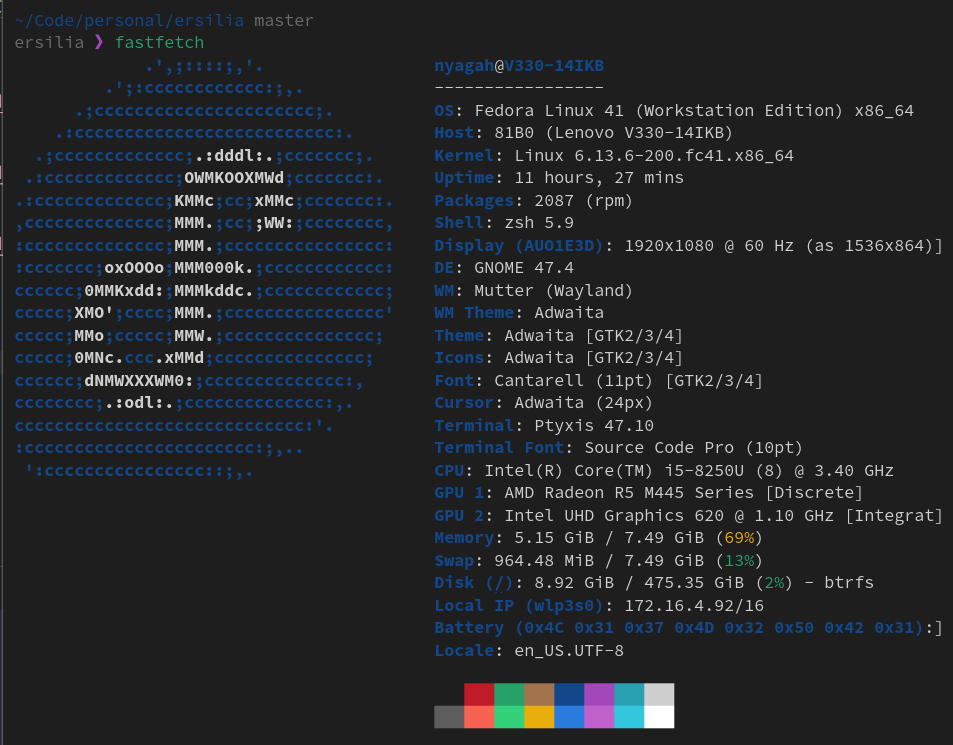 ~/Code/personal/ersilia master
ersilia ❯ fastfetch
             .',;::::;,'.
         .';:cccccccccccc:;,.
      .;cccccccccccccccccccccc;.
    .:cccccccccccccccccccccccccc:.
  .;ccccccccccccc;.:dddl:.;ccccccc;.
 .:ccccccccccccc;OWMKOOXMWd;ccccccc:.
.:ccccccccccccc;KMMc;cc;xMMc;ccccccc:.
,cccccccccccccc;MMM.;cc;;WW:;cccccccc,
:cccccccccccccc;MMM.;cccccccccccccccc:
:ccccccc;oxOOOo;MMM000k.;cccccccccccc:
cccccc;0MMKxdd:;MMMkddc.;cccccccccccc;
ccccc;XMO';cccc;MMM.;cccccccccccccccc'
ccccc;MMo;ccccc;MMW.;ccccccccccccccc;
ccccc;0MNc.ccc.xMMd;ccccccccccccccc;
cccccc;dNMWXXXWM0:;cccccccccccccc:,
cccccccc;.:odl:.;cccccccccccccc:,.
ccccccccccccccccccccccccccccc:'.
:ccccccccccccccccccccccc:;,..
 ':cccccccccccccccc::;,.
nyagah@V330-14IKB
-----------------
OS: Fedora Linux 41 (Workstation Edition) x86_64
Host: 81B0 (Lenovo V330-14IKB)
Kernel: Linux 6.13.6-200.fc41.x86_64
Uptime: 11 hours, 27 mins
Packages: 2087 (rpm)
Shell: zsh 5.9
Display (AUO1E3D): 1920x1080 @ 60 Hz (as 1536x864)]
DE: GNOME 47.4
WM: Mutter (Wayland)
WM Theme: Adwaita
Theme: Adwaita [GTK2/3/4]
Icons: Adwaita [GTK2/3/4]
Font: Cantarell (11pt) [GTK2/3/4]
Cursor: Adwaita (24px)
Terminal: Ptyxis 47.10
Terminal Font: Source Code Pro (10pt)
CPU: Intel(R) Core(TM) i5-8250U (8) @ 3.40 GHz
GPU 1: AMD Radeon R5 M445 Series [Discrete]
GPU 2: Intel UHD Graphics 620 @ 1.10 GHz [Integrat]
Memory: 5.15 GiB / 7.49 GiB (69%)
Swap: 964.48 MiB / 7.49 GiB (13%)
Disk (/): 8.92 GiB / 475.35 GiB (2%) - btrfs
Local IP (wlp3s0): 172.16.4.92/16
Battery (0x4C 0x31 0x37 0x4D 0x32 0x50 0x42 0x31):]
Locale: en_US.UTF-8